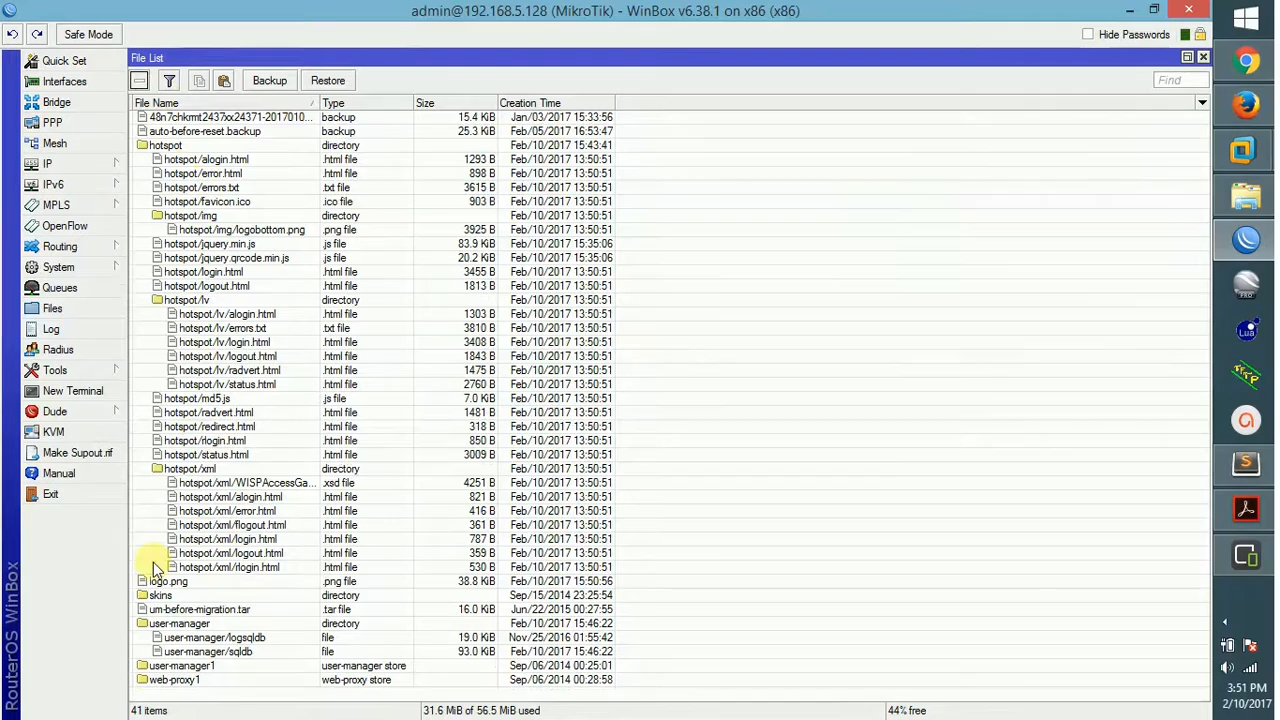 admin@192.168.5.128 (MikroTik) - WinBox v6.38.1 on x86 (x86)
Safe Mode
Hide Passwords
Quick Set
Interfaces
Bridge
PPP
Mesh
IP
IPv6
MPLS
OpenFlow
Routing
System
Queues
Files
Log
Radius
Tools
New Terminal
Dude
KVM
Make Supout.rif
Manual
Exit
RouterOS WinBox
File List
Backup
Restore
Find
File Name Type Size Creation Time
48n7chkrmt2437xx24371-2017010... backup 15.4 KiB Jan/03/2017 15:33:56
auto-before-reset.backup backup 25.3 KiB Feb/05/2017 16:53:47
hotspot directory Feb/10/2017 15:43:41
hotspot/alogin.html .html file 1293 B Feb/10/2017 13:50:51
hotspot/error.html .html file 898 B Feb/10/2017 13:50:51
hotspot/errors.txt .txt file 3615 B Feb/10/2017 13:50:51
hotspot/favicon.ico .ico file 903 B Feb/10/2017 13:50:51
hotspot/img directory Feb/10/2017 13:50:51
hotspot/img/logobottom.png .png file 3925 B Feb/10/2017 13:50:51
hotspot/jquery.min.js .js file 83.9 KiB Feb/10/2017 15:35:06
hotspot/jquery.qrcode.min.js .js file 20.2 KiB Feb/10/2017 15:35:06
hotspot/login.html .html file 3455 B Feb/10/2017 13:50:51
hotspot/logout.html .html file 1813 B Feb/10/2017 13:50:51
hotspot/lv directory Feb/10/2017 13:50:51
hotspot/lv/alogin.html .html file 1303 B Feb/10/2017 13:50:51
hotspot/lv/errors.txt .txt file 3810 B Feb/10/2017 13:50:51
hotspot/lv/login.html .html file 3408 B Feb/10/2017 13:50:51
hotspot/lv/logout.html .html file 1843 B Feb/10/2017 13:50:51
hotspot/lv/radvert.html .html file 1475 B Feb/10/2017 13:50:51
hotspot/lv/status.html .html file 2760 B Feb/10/2017 13:50:51
hotspot/md5.js .js file 7.0 KiB Feb/10/2017 13:50:51
hotspot/radvert.html .html file 1481 B Feb/10/2017 13:50:51
hotspot/redirect.html .html file 318 B Feb/10/2017 13:50:51
hotspot/rlogin.html .html file 850 B Feb/10/2017 13:50:51
hotspot/status.html .html file 3009 B Feb/10/2017 13:50:51
hotspot/xml directory Feb/10/2017 13:50:51
hotspot/xml/WISPAccessGa... .xsd file 4251 B Feb/10/2017 13:50:51
hotspot/xml/alogin.html .html file 821 B Feb/10/2017 13:50:51
hotspot/xml/error.html .html file 416 B Feb/10/2017 13:50:51
hotspot/xml/flogout.html .html file 361 B Feb/10/2017 13:50:51
hotspot/xml/login.html .html file 787 B Feb/10/2017 13:50:51
hotspot/xml/logout.html .html file 359 B Feb/10/2017 13:50:51
hotspot/xml/rlogin.html .html file 530 B Feb/10/2017 13:50:51
logo.png .png file 38.8 KiB Feb/10/2017 15:50:56
skins directory Sep/15/2014 23:25:54
um-before-migration.tar .tar file 16.0 KiB Jun/22/2015 00:27:55
user-manager directory Feb/10/2017 15:46:22
user-manager/logsqldb file 19.0 KiB Nov/25/2016 01:55:42
user-manager/sqldb file 93.0 KiB Feb/10/2017 15:46:22
user-manager1 user-manager store Sep/06/2014 00:25:01
web-proxy1 web-proxy store Sep/06/2014 00:28:58
41 items 31.6 MiB of 56.5 MiB used 44% free
PRO
Lua
3:51 PM
2/10/2017